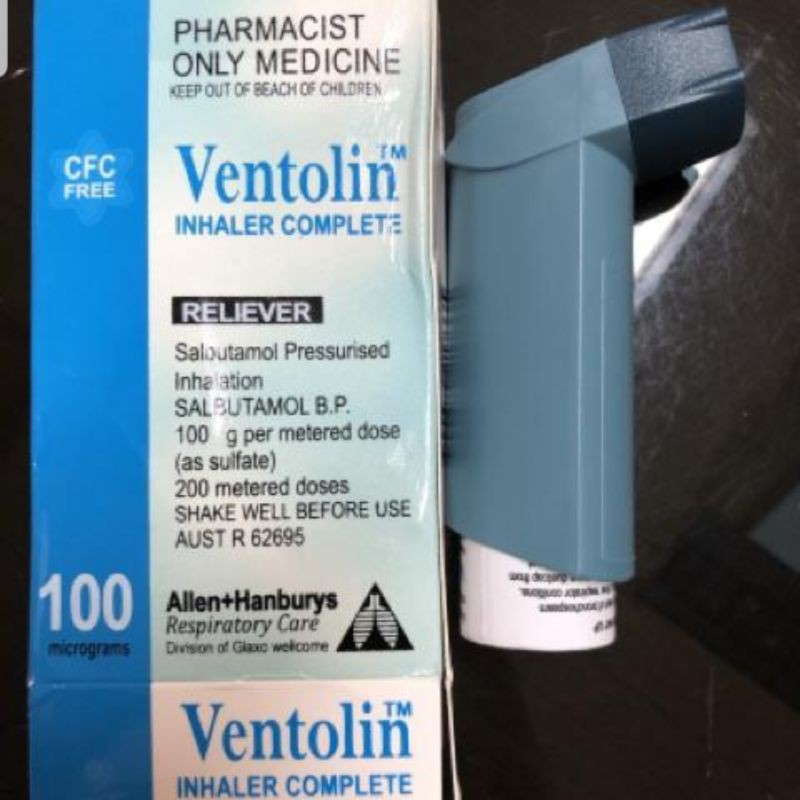 PHARMACIST
ONLY MEDICINE
KEEP OUT OF BEACH OF CHILDREN
CFC
FREE
Ventolin™
INHALER COMPLETE
RELIEVER
Salbutamol Pressurised
Inhalation
SALBUTAMOL B.P.
100 g per metered dose
(as sulfate)
200 metered doses
SHAKE WELL BEFORE USE
AUST R 62695
100
micrograms
Allen+Hanburys
Respiratory Care
Division of Glaxo wellcome
Ventolin™
INHALER COMPLETE